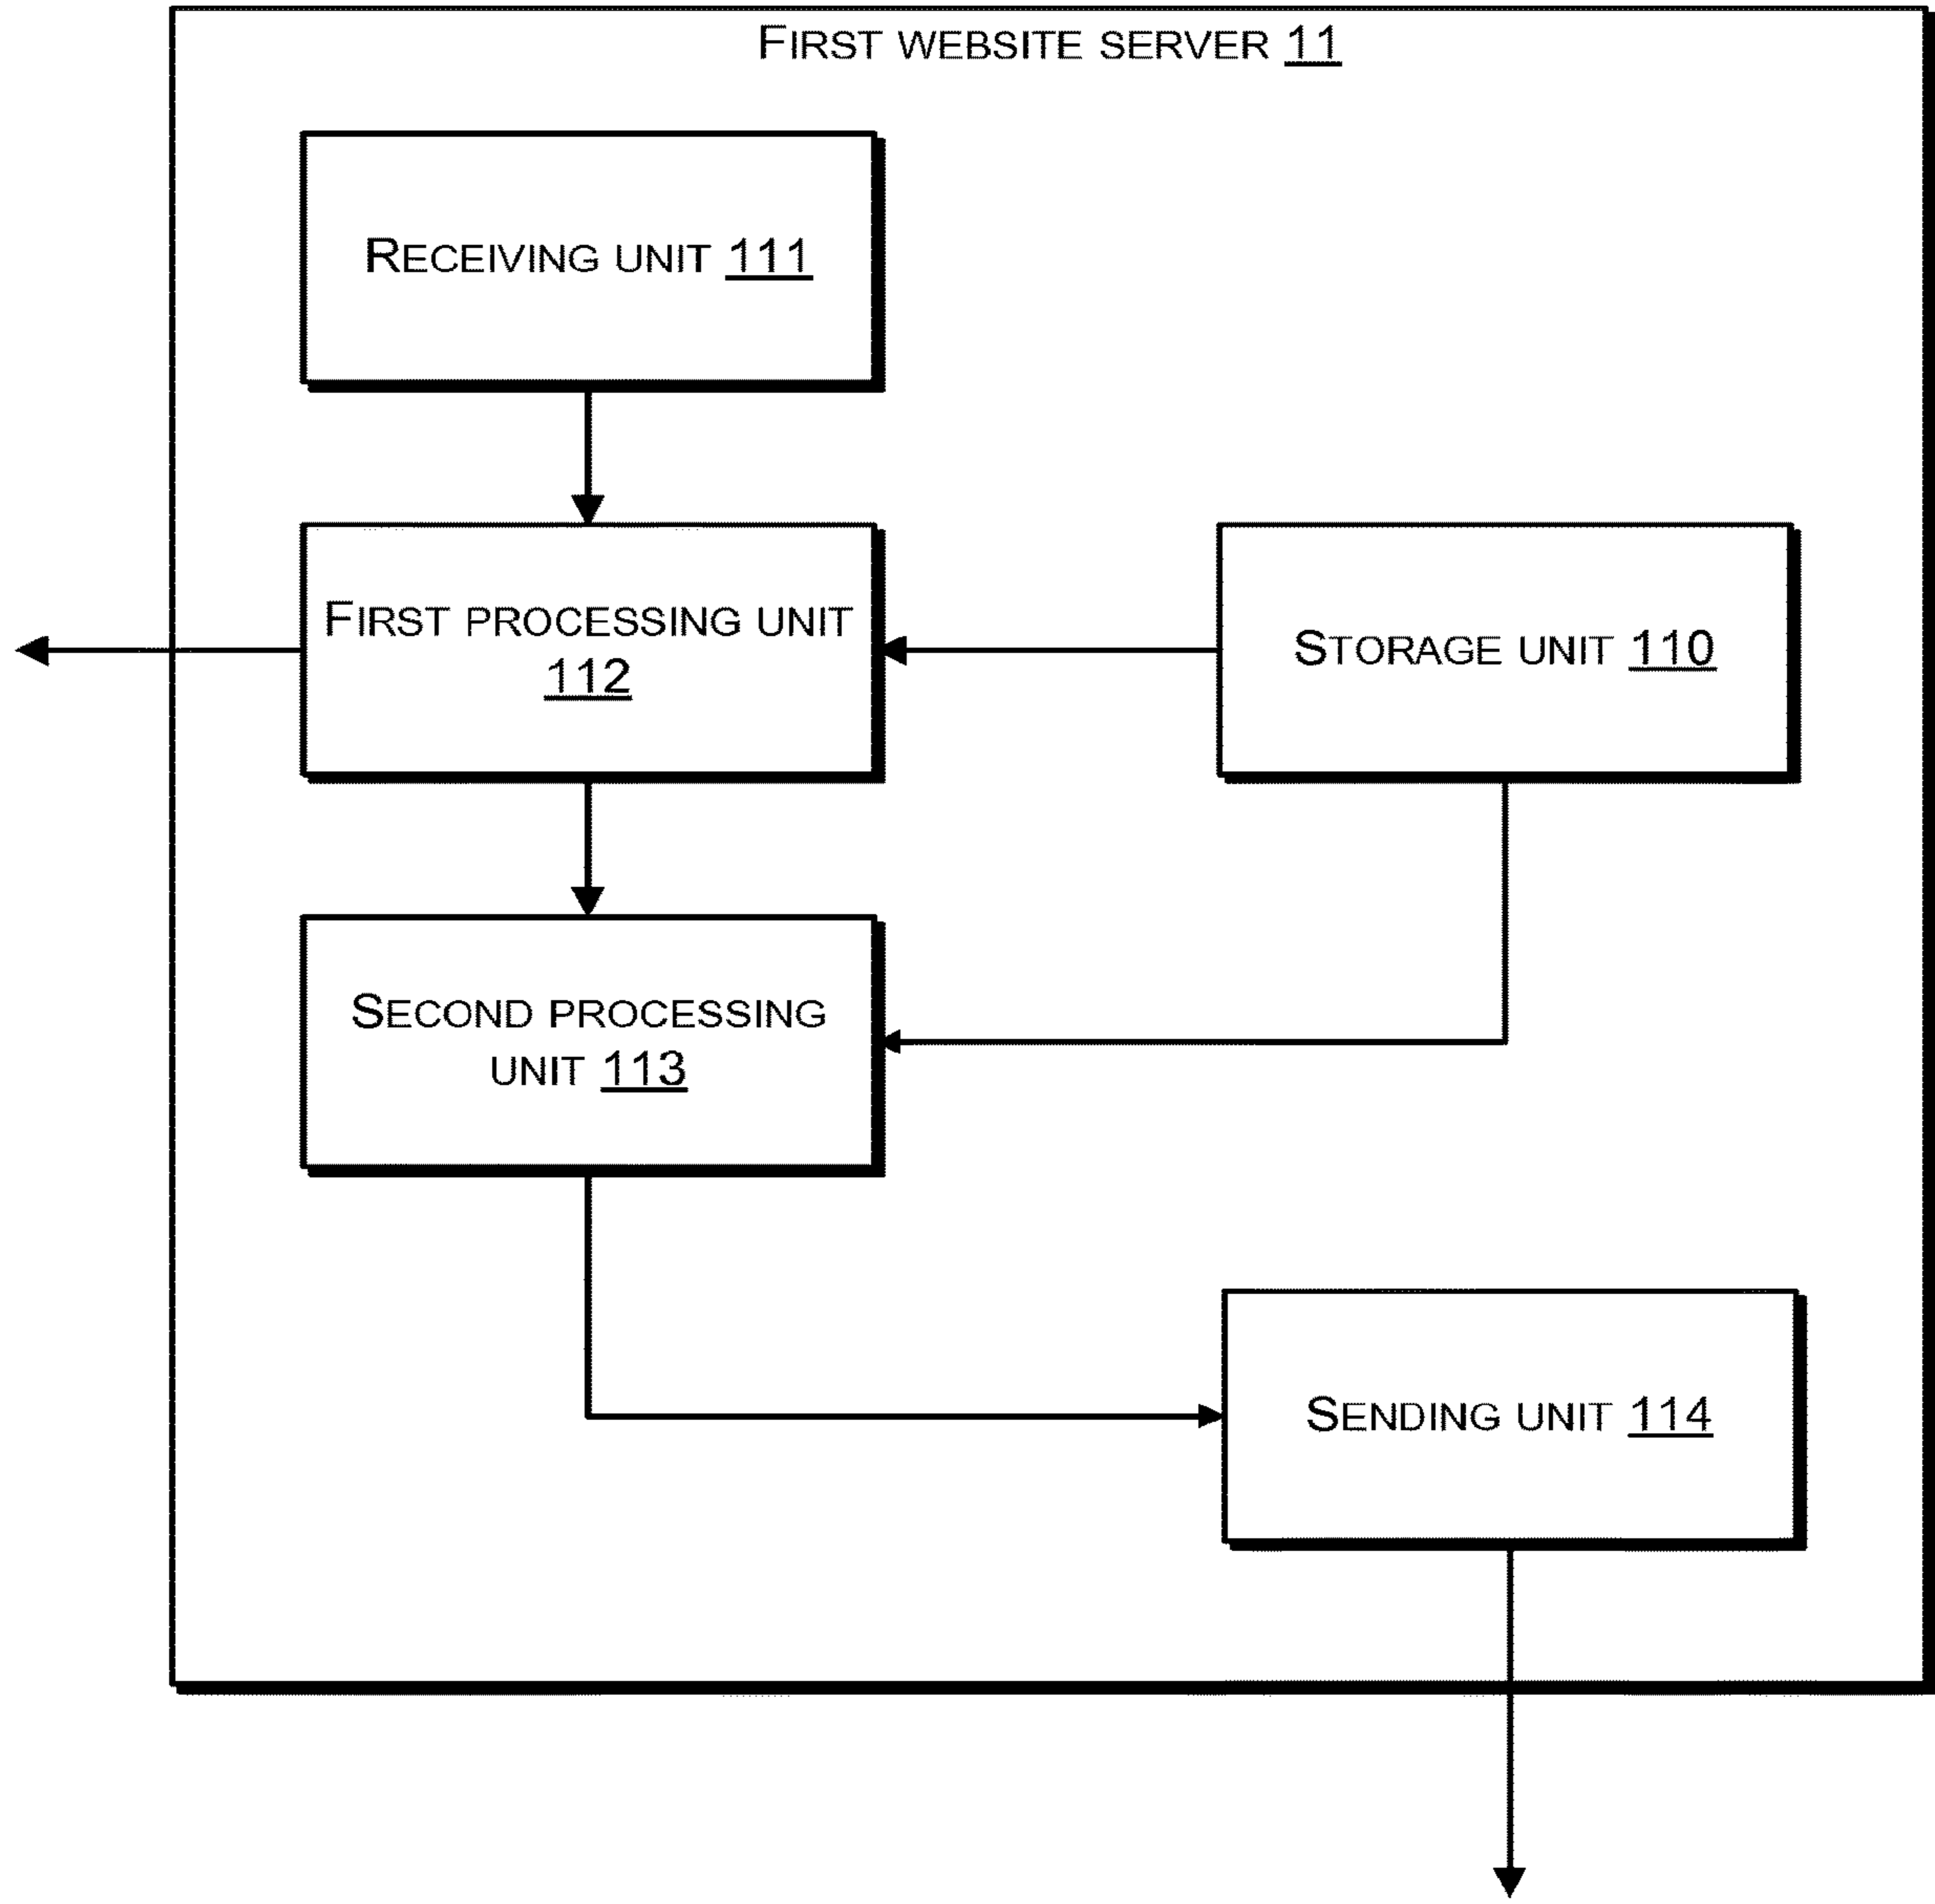 FIRST WEBSITE SERVER 11
RECEIVING UNIT 111
FIRST PROCESSING UNIT
112
STORAGE UNIT 110
SECOND PROCESSING
UNIT 113
SENDING UNIT 114